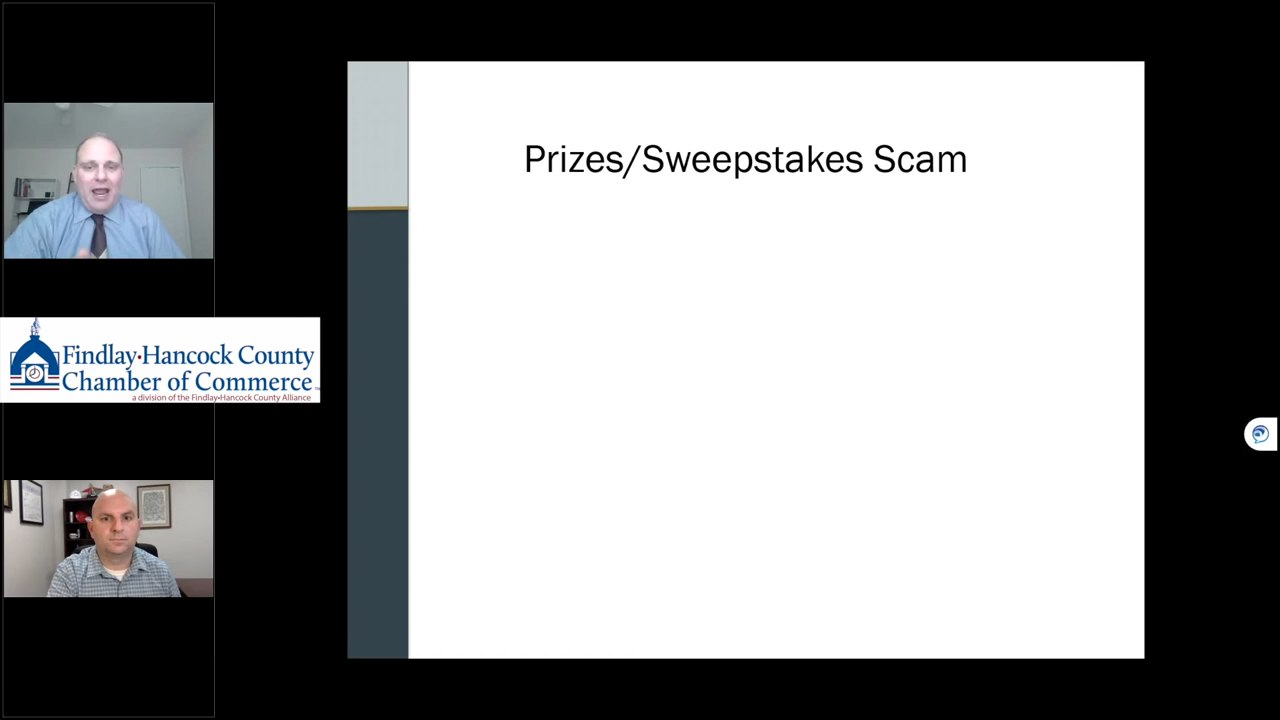 Prizes/Sweepstakes Scam
Findlay•Hancock County
Chamber of Commerce
a division of the Findlay•Hancock County Alliance